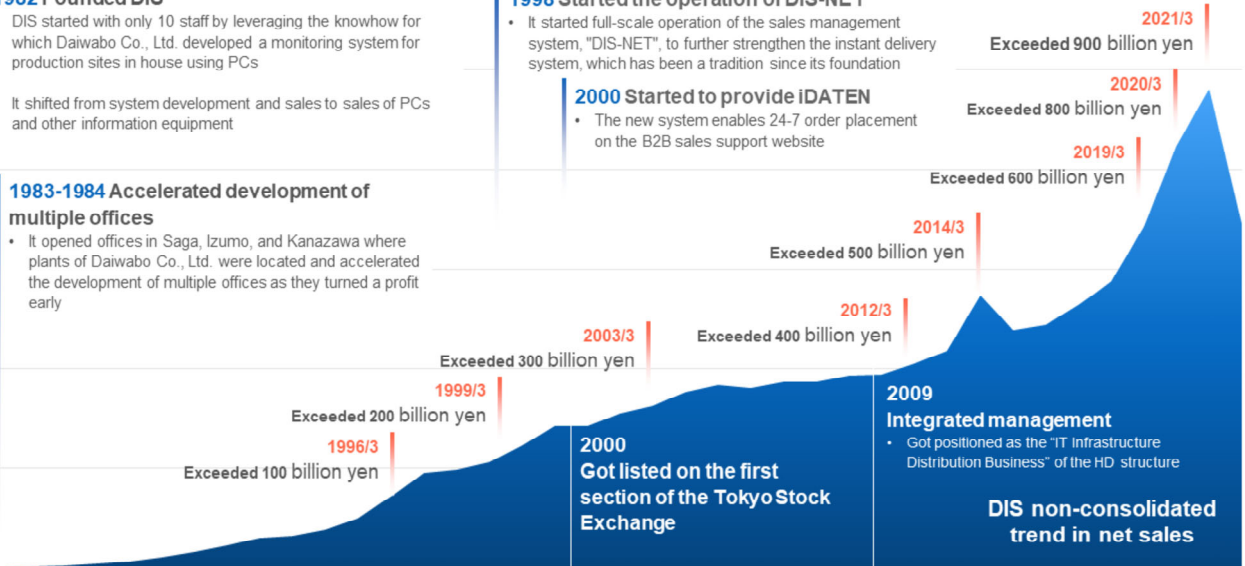 1982 Founded DIS
DIS started with only 10 staff by leveraging the knowhow for
which Daiwabo Co., Ltd. developed a monitoring system for
production sites in house using PCs
It shifted from system development and sales to sales of PCs
and other information equipment
1983-1984 Accelerated development of
multiple offices
• It opened offices in Saga, Izumo, and Kanazawa where
plants of Daiwabo Co., Ltd. were located and accelerated
the development of multiple offices as they turned a profit
early
1998 Started the operation of DIS-NET
• It started full-scale operation of the sales management
system, "DIS-NET", to further strengthen the instant delivery
system, which has been a tradition since its foundation
2000 Started to provide iDATEN
• The new system enables 24-7 order placement
on the B2B sales support website
2021/3
Exceeded 900 billion yen
2020/3
Exceeded 800 billion yen
2019/3
Exceeded 600 billion yen
2014/3
Exceeded 500 billion yen
2012/3
Exceeded 400 billion yen
2003/3
Exceeded 300 billion yen
1999/3
Exceeded 200 billion yen
1996/3
Exceeded 100 billion yen
2000
Got listed on the first
section of the Tokyo Stock
Exchange
2009
Integrated management
• Got positioned as the "IT Infrastructure
Distribution Business" of the HD structure
DIS non-consolidated
trend in net sales